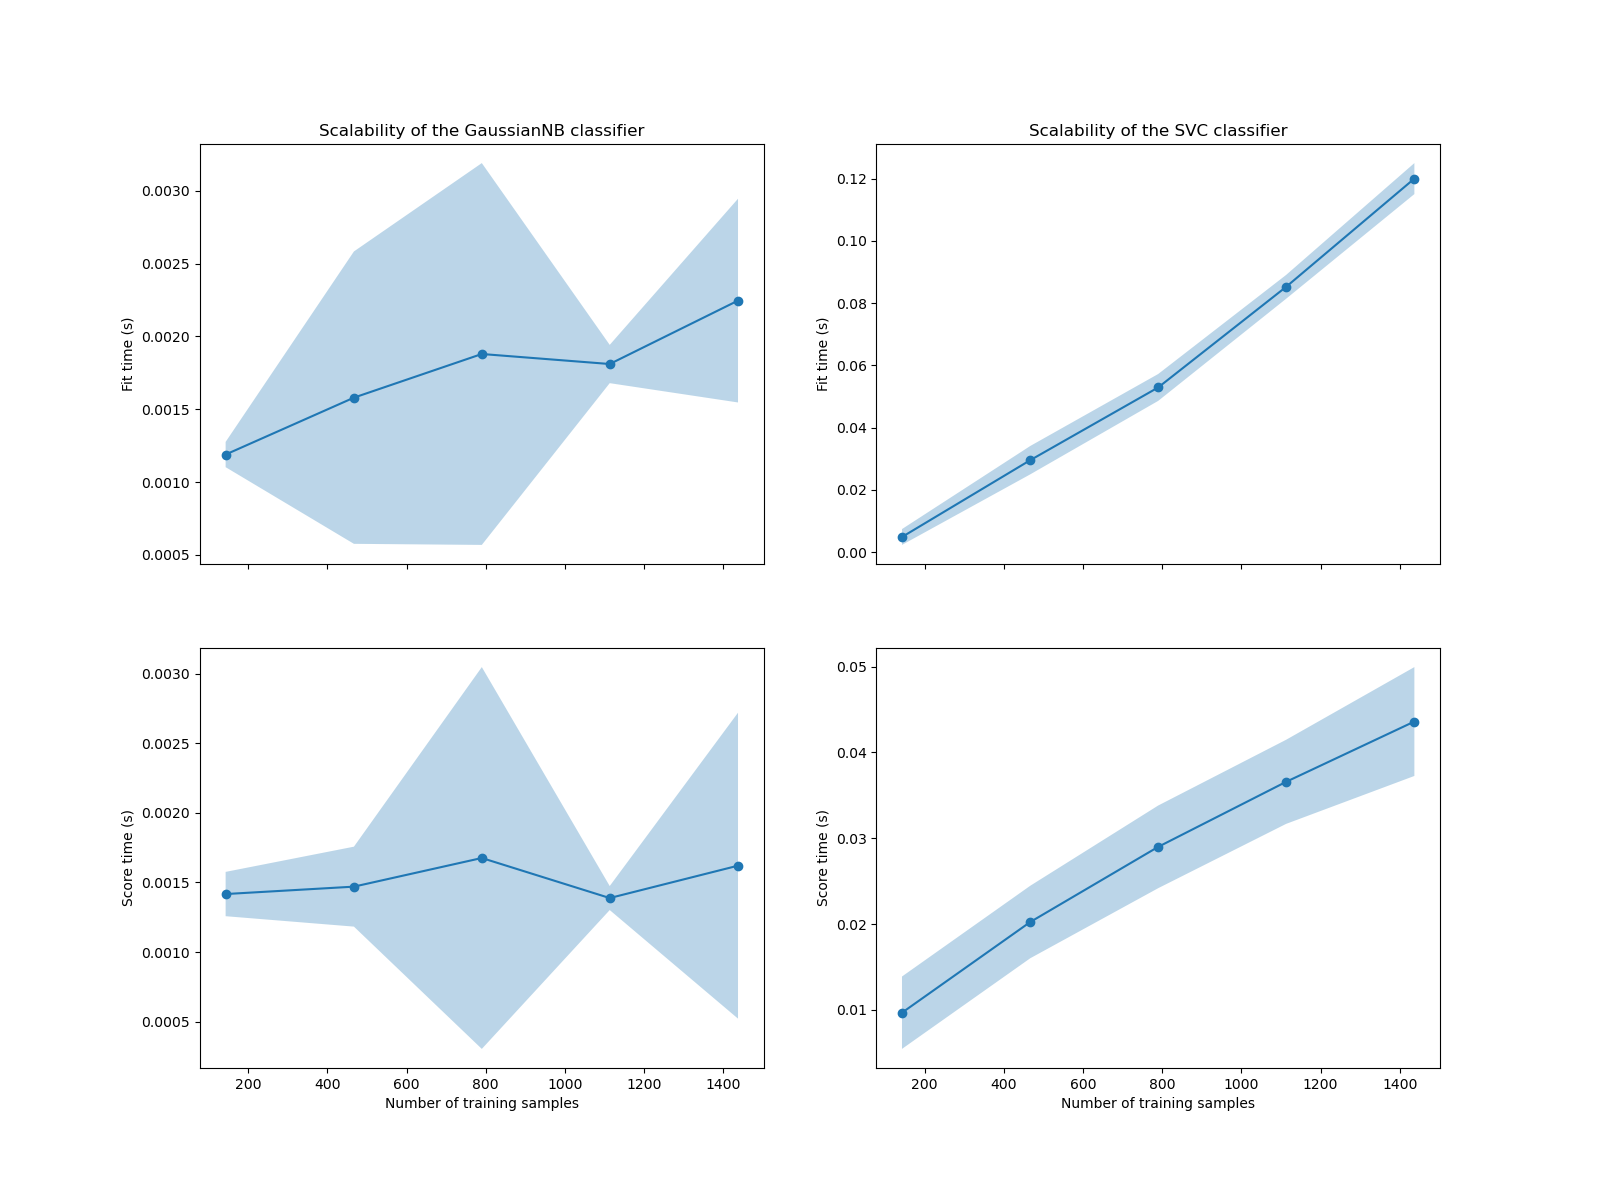 Scalability of the GaussianNB classifier
Fit time (s)
0.0030
0.0025
0.0020
0.0015
0.0010
0.0005
Scalability of the SVC classifier
Fit time (s)
0.12
0.10
0.08
0.06
0.04
0.02
0.00
Score time (s)
0.0030
0.0025
0.0020
0.0015
0.0010
0.0005
200 400 600 800 1000 1200 1400
Number of training samples
Score time (s)
0.05
0.04
0.03
0.02
0.01
200 400 600 800 1000 1200 1400
Number of training samples